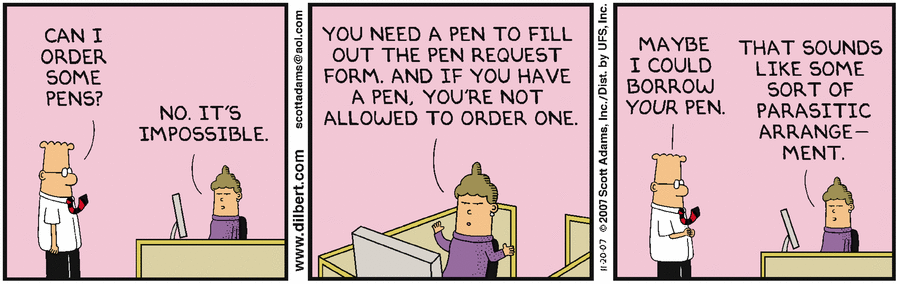 CAN I
ORDER
SOME
PENS?
NO. IT'S
IMPOSSIBLE.
www.dilbert.com
scottadams@aol.com
YOU NEED A PEN TO FILL
OUT THE PEN REQUEST
FORM. AND IF YOU HAVE
A PEN, YOU'RE NOT
ALLOWED TO ORDER ONE.
11-20-07 ©2007 Scott Adams, Inc./Dist. by UFS, Inc.
MAYBE
I COULD
BORROW
YOUR PEN.
THAT SOUNDS
LIKE SOME
SORT OF
PARASITIC
ARRANGE—
MENT.